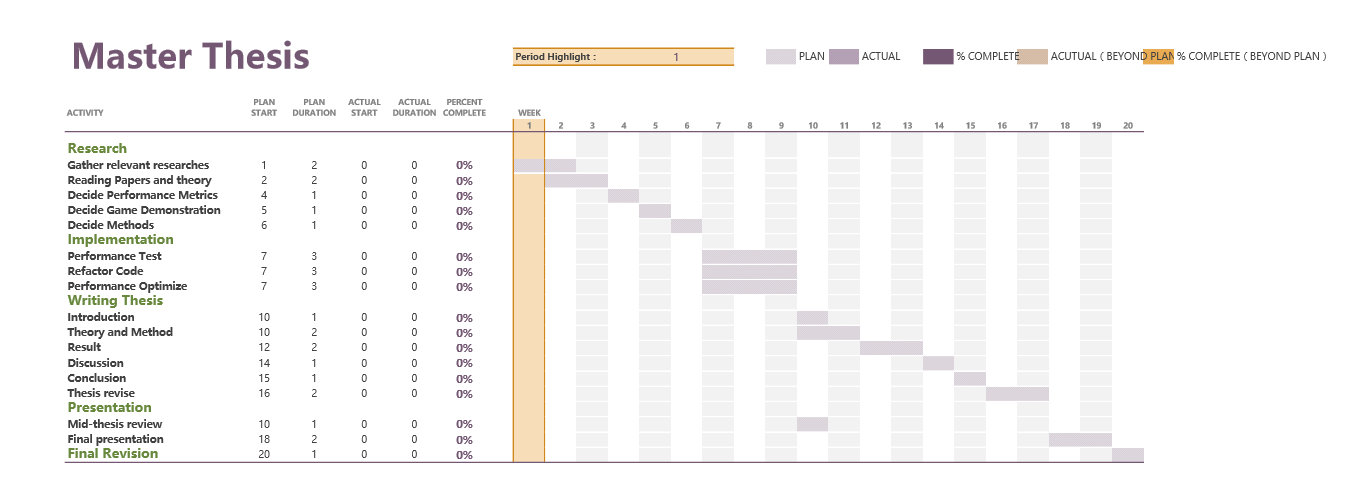 Master Thesis
Period Highlight : 1 PLAN ACTUAL % COMPLETE ACUTUAL ( BEYOND PLAN % COMPLETE ( BEYOND PLAN )
ACTIVITY PLAN START PLAN DURATION ACTUAL START ACTUAL DURATION PERCENT COMPLETE WEEK
1 2 3 4 5 6 7 8 9 10 11 12 13 14 15 16 17 18 19 20
Research
Gather relevant researches 1 2 0 0 0%
Reading Papers and theory 2 2 0 0 0%
Decide Performance Metrics 4 1 0 0 0%
Decide Game Demonstration 5 1 0 0 0%
Decide Methods 6 1 0 0 0%
Implementation
Performance Test 7 3 0 0 0%
Refactor Code 7 3 0 0 0%
Performance Optimize 7 3 0 0 0%
Writing Thesis
Introduction 10 1 0 0 0%
Theory and Method 10 2 0 0 0%
Result 12 2 0 0 0%
Discussion 14 1 0 0 0%
Conclusion 15 1 0 0 0%
Thesis revise 16 2 0 0 0%
Presentation
Mid-thesis review 10 1 0 0 0%
Final presentation 18 2 0 0 0%
Final Revision 20 1 0 0 0%